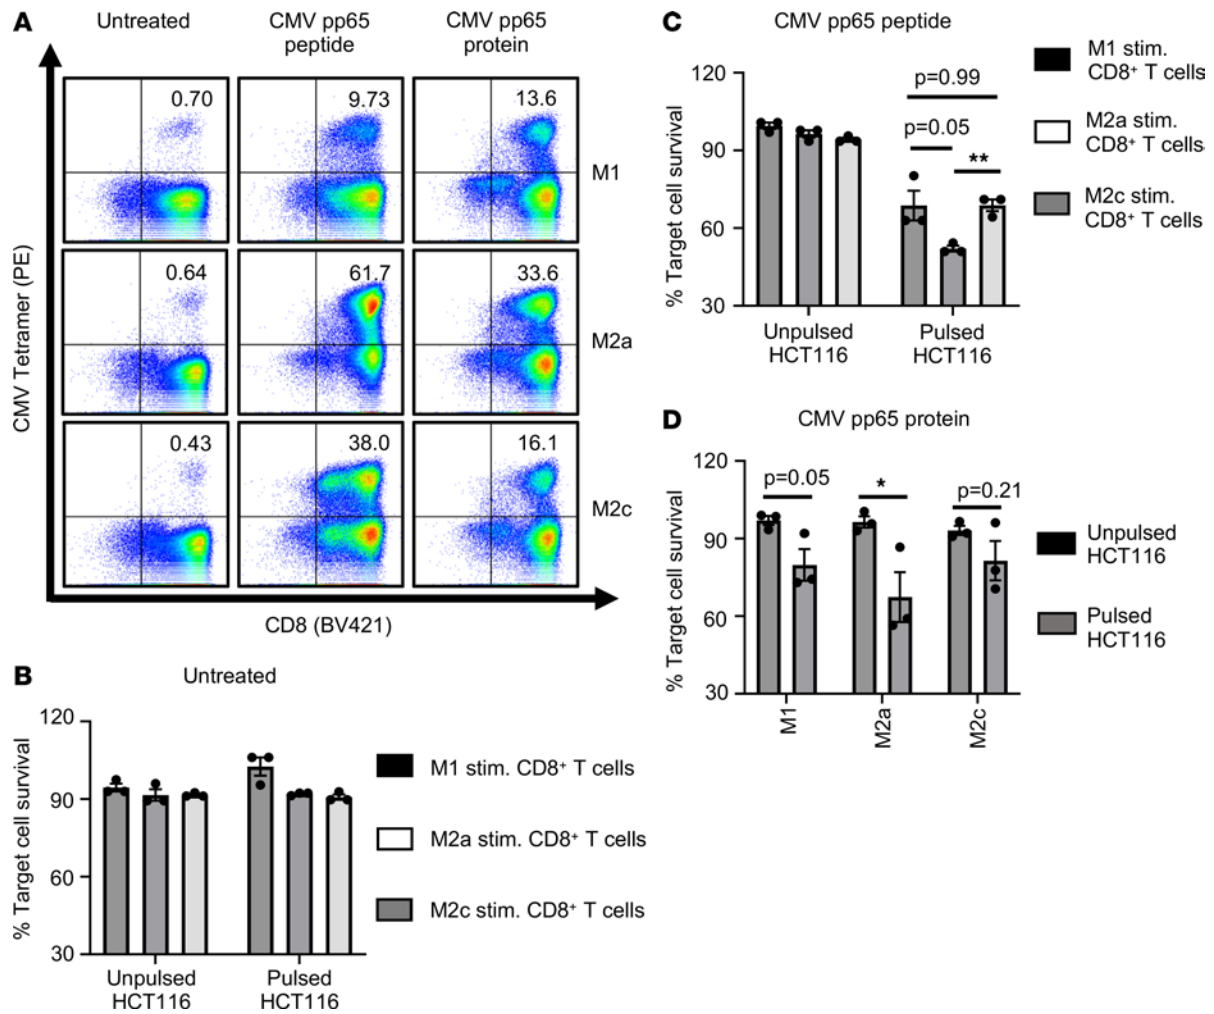 A
Untreated
CMV pp65
peptide
CMV pp65
protein
0.70
9.73
13.6
M1
0.64
61.7
33.6
M2a
0.43
38.0
16.1
M2c
CMV Tetramer (PE)
CD8 (BV421)
B
Untreated
% Target cell survival
120
90
60
30
Unpulsed
HCT116
Pulsed
HCT116
M1 stim. CD8⁺ T cells
M2a stim. CD8⁺ T cells
M2c stim. CD8⁺ T cells
C
CMV pp65 peptide
% Target cell survival
120
90
60
30
p=0.99
p=0.05
**
Unpulsed
HCT116
Pulsed
HCT116
M1 stim.
CD8⁺ T cells
M2a stim.
CD8⁺ T cells
M2c stim.
CD8⁺ T cells
D
CMV pp65 protein
% Target cell survival
120
90
60
30
p=0.05
*
p=0.21
M1
M2a
M2c
Unpulsed
HCT116
Pulsed
HCT116